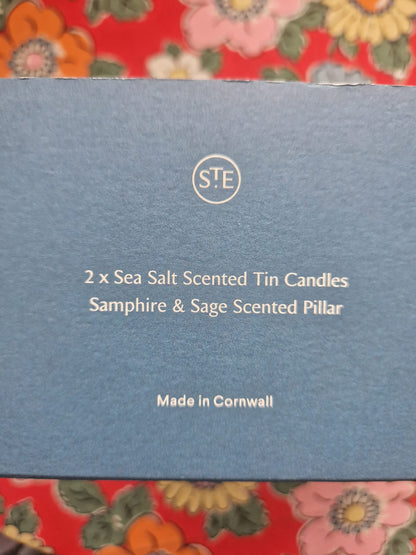 STE
2 x Sea Salt Scented Tin Candles
Samphire & Sage Scented Pillar
Made in Cornwall